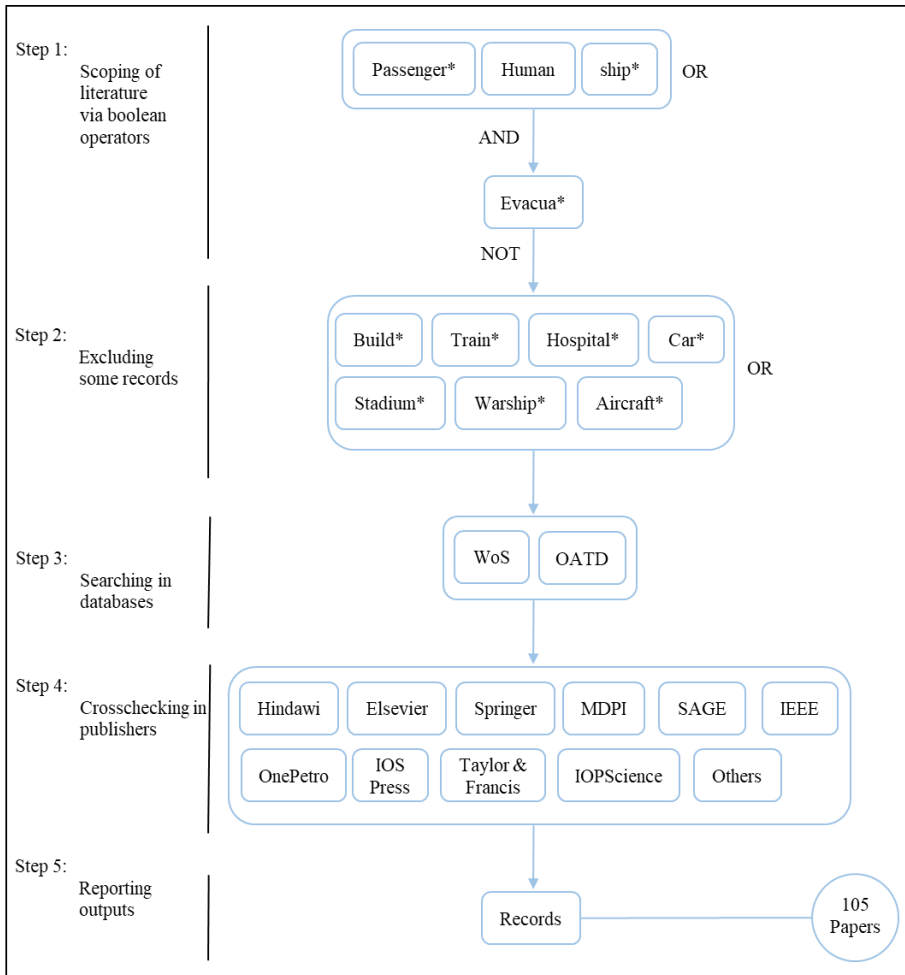 Step 1:
Scoping of
literature
via boolean
operators
Passenger* Human ship* OR
AND
Evacua*
NOT
Step 2:
Excluding
some records
Build* Train* Hospital* Car*
OR
Stadium* Warship* Aircraft*
Step 3:
Searching in
databases
WoS OATD
Step 4:
Crosschecking in
publishers
Hindawi Elsevier Springer MDPI SAGE IEEE
OnePetro
IOS
Press
Taylor &
Francis
IOPScience
Others
Step 5:
Reporting
outputs
Records
105
Papers